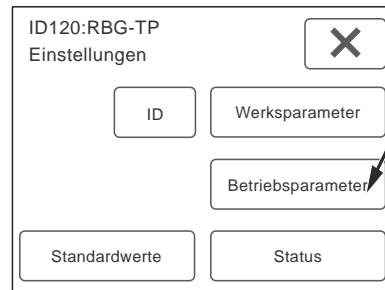 ID120:RBG-TP
Einstellungen
ID
Werksparameter
Betriebsparameter
Standardwerte
Status